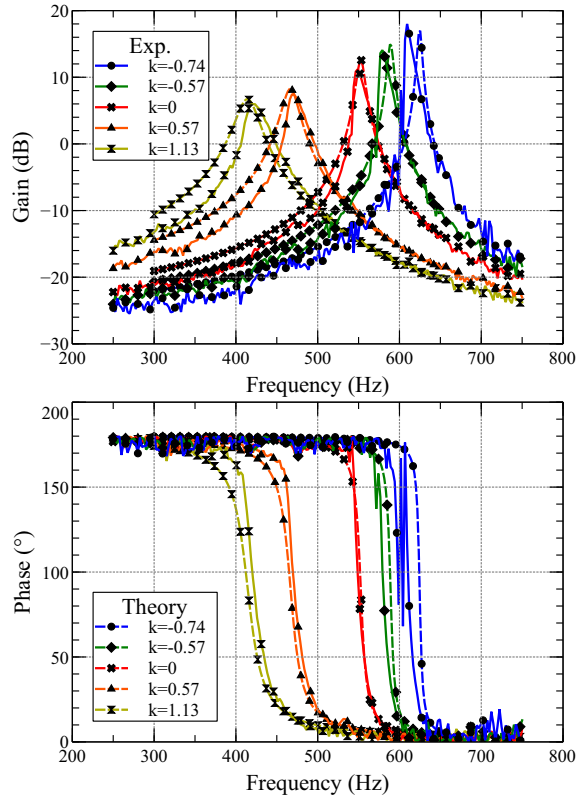 20
10
0
−10
−20
−30
Gain (dB)
Exp.
k=-0.74
k=-0.57
k=0
k=0.57
k=1.13
200 300 400 500 600 700 800
Frequency (Hz)
200
150
100
50
0
Phase (°)
Theory
k=-0.74
k=-0.57
k=0
k=0.57
k=1.13
200 300 400 500 600 700 800
Frequency (Hz)